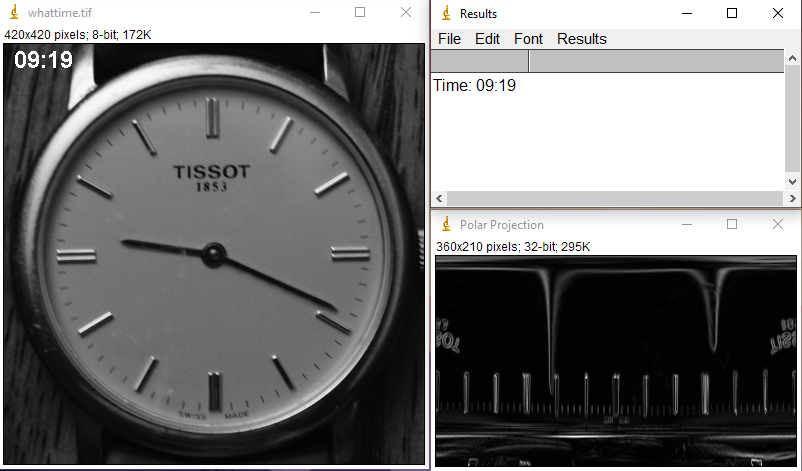 whattime.tif
420x420 pixels; 8-bit; 172K
09:19
TISSOT
1853
SWISS MADE
Results
File Edit Font Results
Time: 09:19
Polar Projection
360x210 pixels; 32-bit; 295K